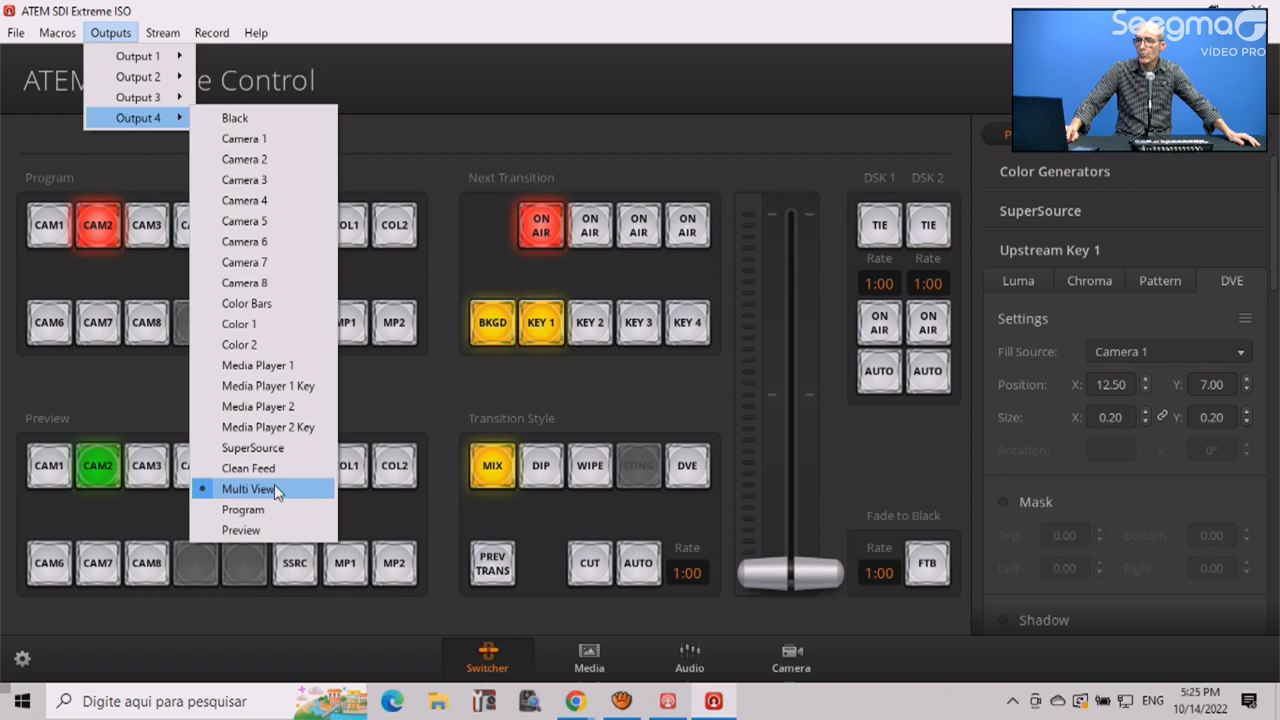 ATEM SDI Extreme ISO
File Macros Outputs Stream Record Help
Seegma
VÍDEO PRO
Output 1
Output 2
Output 3
Output 4
Black
Camera 1
Camera 2
Camera 3
Camera 4
Camera 5
Camera 6
Camera 7
Camera 8
Color Bars
Color 1
Color 2
Media Player 1
Media Player 1 Key
Media Player 2
Media Player 2 Key
SuperSource
Clean Feed
Multi View
Program
Preview
Control
Program
CAM1 CAM2 CAM3 COL2
CAM6 CAM7 CAM8 MP1 MP2
Preview
CAM1 CAM2 CAM3 COL2
CAM6 CAM7 CAM8 SSRC MP1 MP2
Next Transition
ON AIR ON AIR ON AIR ON AIR
BKGD KEY 1 KEY 2 KEY 3 KEY 4
Transition Style
MIX DIP WIPE STING DVE
PREV TRANS CUT AUTO Rate 1:00
DSK 1 DSK 2
TIE TIE
Rate Rate
1:00 1:00
ON AIR ON AIR
AUTO AUTO
Fade to Black
Rate
1:00 FTB
Color Generators
SuperSource
Upstream Key 1
Luma Chroma Pattern DVE
Settings
Fill Source: Camera 1
Position: X: 12.50 Y: 7.00
Size: X: 0.20 Y: 0.20
Rotation: x 0°
Mask
Top: 0.00 Bottom: 0.00
Left: 0.00 Right: 0.00
Shadow
Switcher Media Audio Camera
Digite aqui para pesquisar
ENG
5:25 PM
10/14/2022